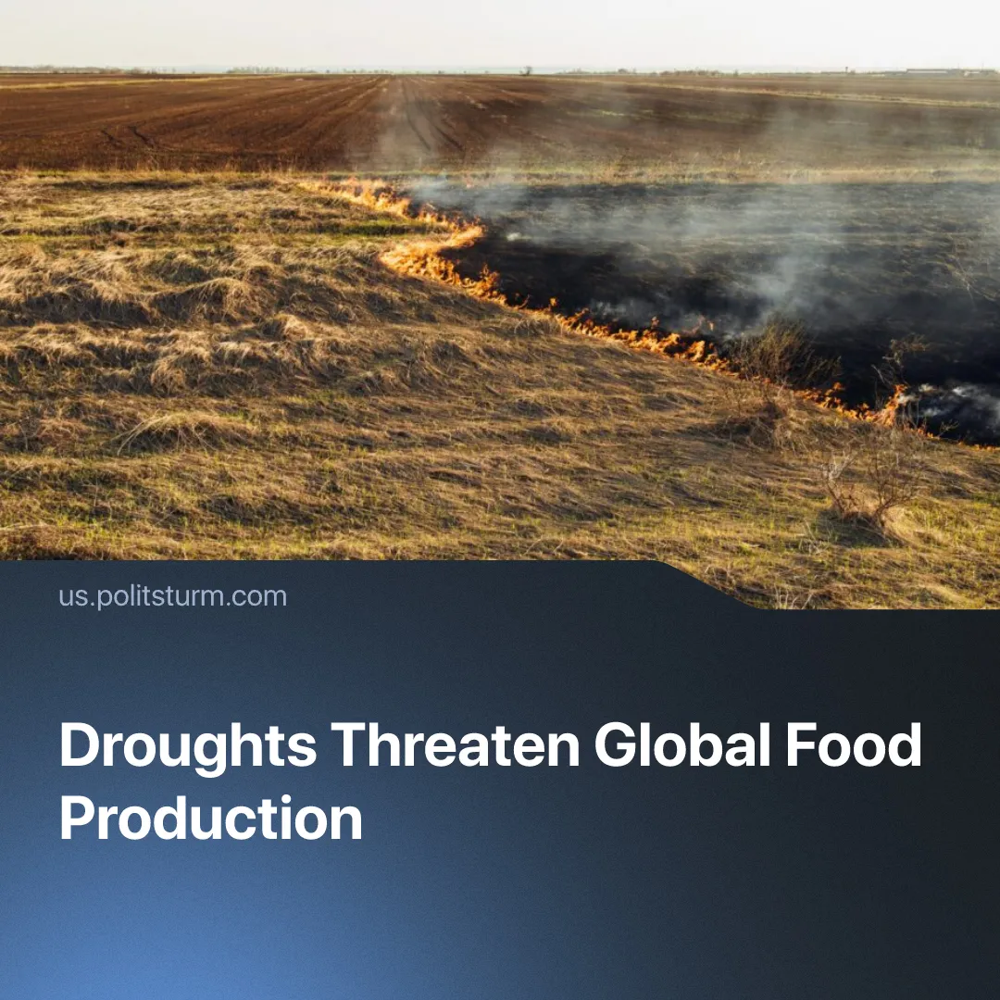 us.politsturm.com
Droughts Threaten Global Food
Production